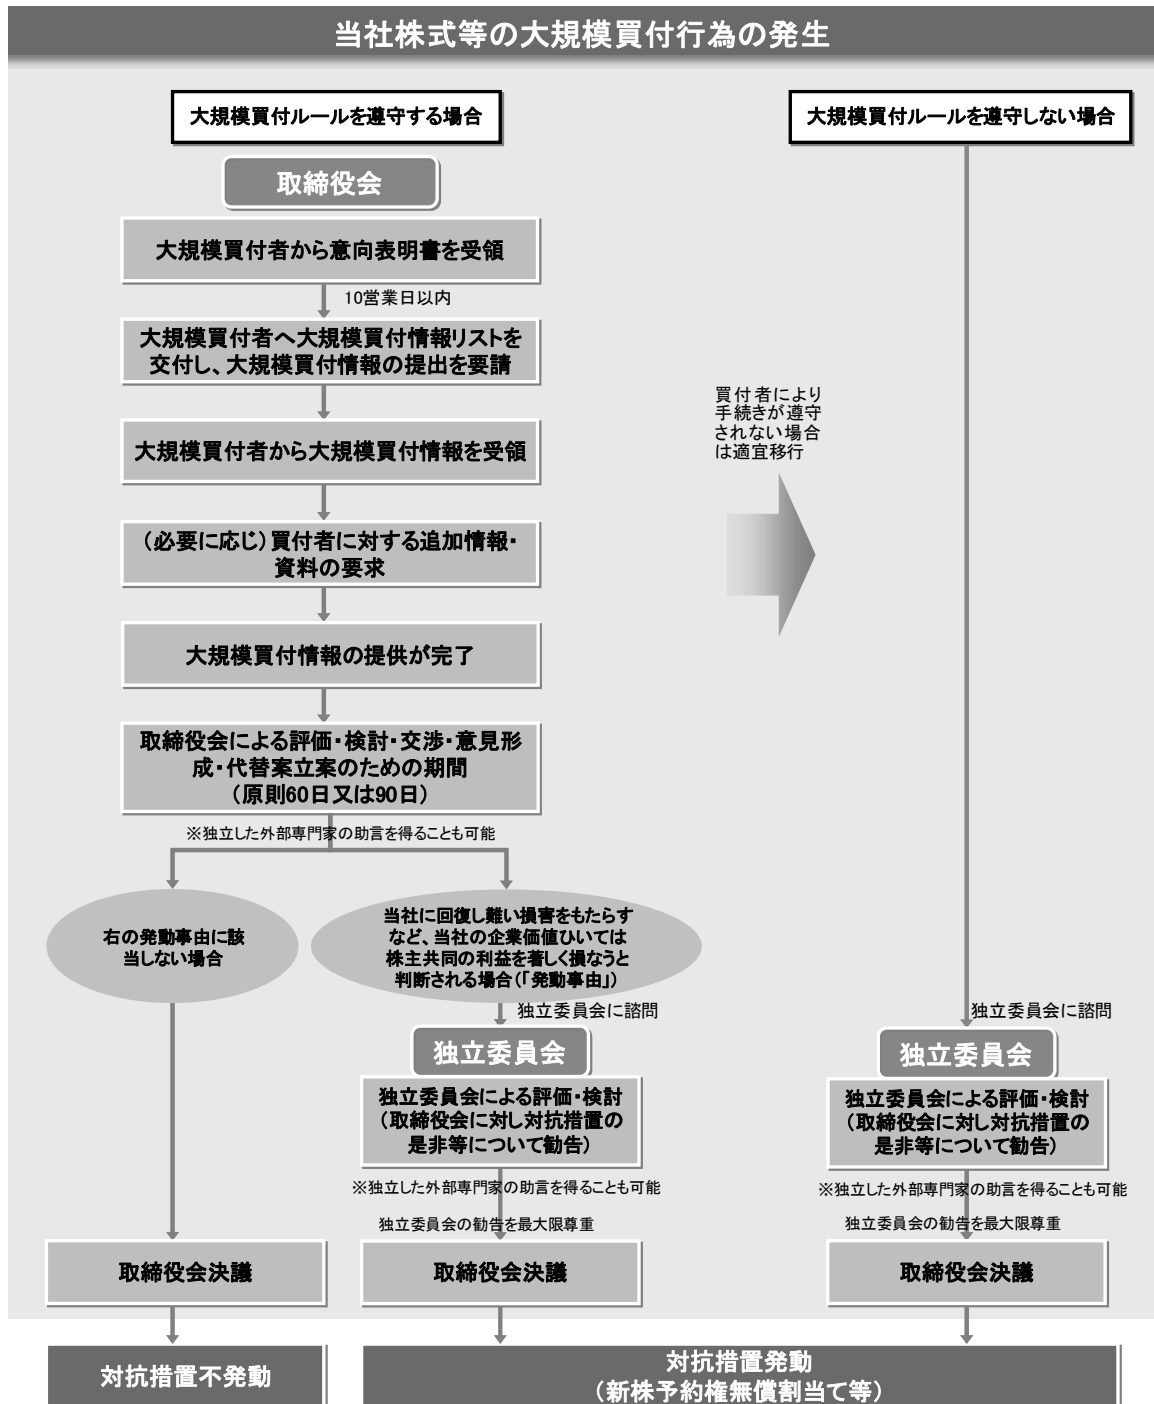 当社株式等の大規模買付行為の発生
大規模買付ルールを遵守する場合
大規模買付ルールを遵守しない場合
取締役会
大規模買付者から意向表明書を受領
10営業日以内
大規模買付者へ大規模買付情報リストを
交付し、大規模買付情報の提出を要請
大規模買付者から大規模買付情報を受領
（必要に応じ）買付者に対する追加情報・
資料の要求
大規模買付情報の提供が完了
取締役会による評価・検討・交渉・意見形
成・代替案立案のための期間
（原則60日又は90日）
※独立した外部専門家の助言を得ることも可能
買付者により
手続きが遵守
されない場合
は適宜移行
右の発動事由に該
当しない場合
当社に回復し難い損害をもたらす
など、当社の企業価値ひいては
株主共同の利益を著しく損なうと
判断される場合（「発動事由」）
独立委員会に諮問
独立委員会
独立委員会による評価・検討
（取締役会に対し対抗措置の
是非等について勧告）
※独立した外部専門家の助言を得ることも可能
独立委員会の勧告を最大限尊重
独立委員会に諮問
独立委員会
独立委員会による評価・検討
（取締役会に対し対抗措置の
是非等について勧告）
※独立した外部専門家の助言を得ることも可能
独立委員会の勧告を最大限尊重
取締役会決議
取締役会決議
取締役会決議
対抗措置不発動
対抗措置発動
（新株予約権無償割当て等）